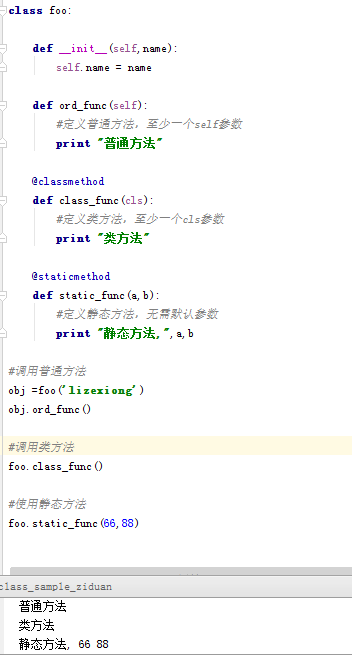 class foo:
    def __init__(self,name):
        self.name = name
    def ord_func(self):
        #定义普通方法，至少一个self参数
        print "普通方法"
    @classmethod
    def class_func(cls):
        #定义类方法，至少一个cls参数
        print "类方法"
    @staticmethod
    def static_func(a,b):
        #定义静态方法，无需默认参数
        print "静态方法,",a,b
#调用普通方法
obj =foo('lizexiong')
obj.ord_func()
#调用类方法
foo.class_func()
#使用静态方法
foo.static_func(66,88)
class_sample_ziduan
普通方法
类方法
静态方法, 66 88